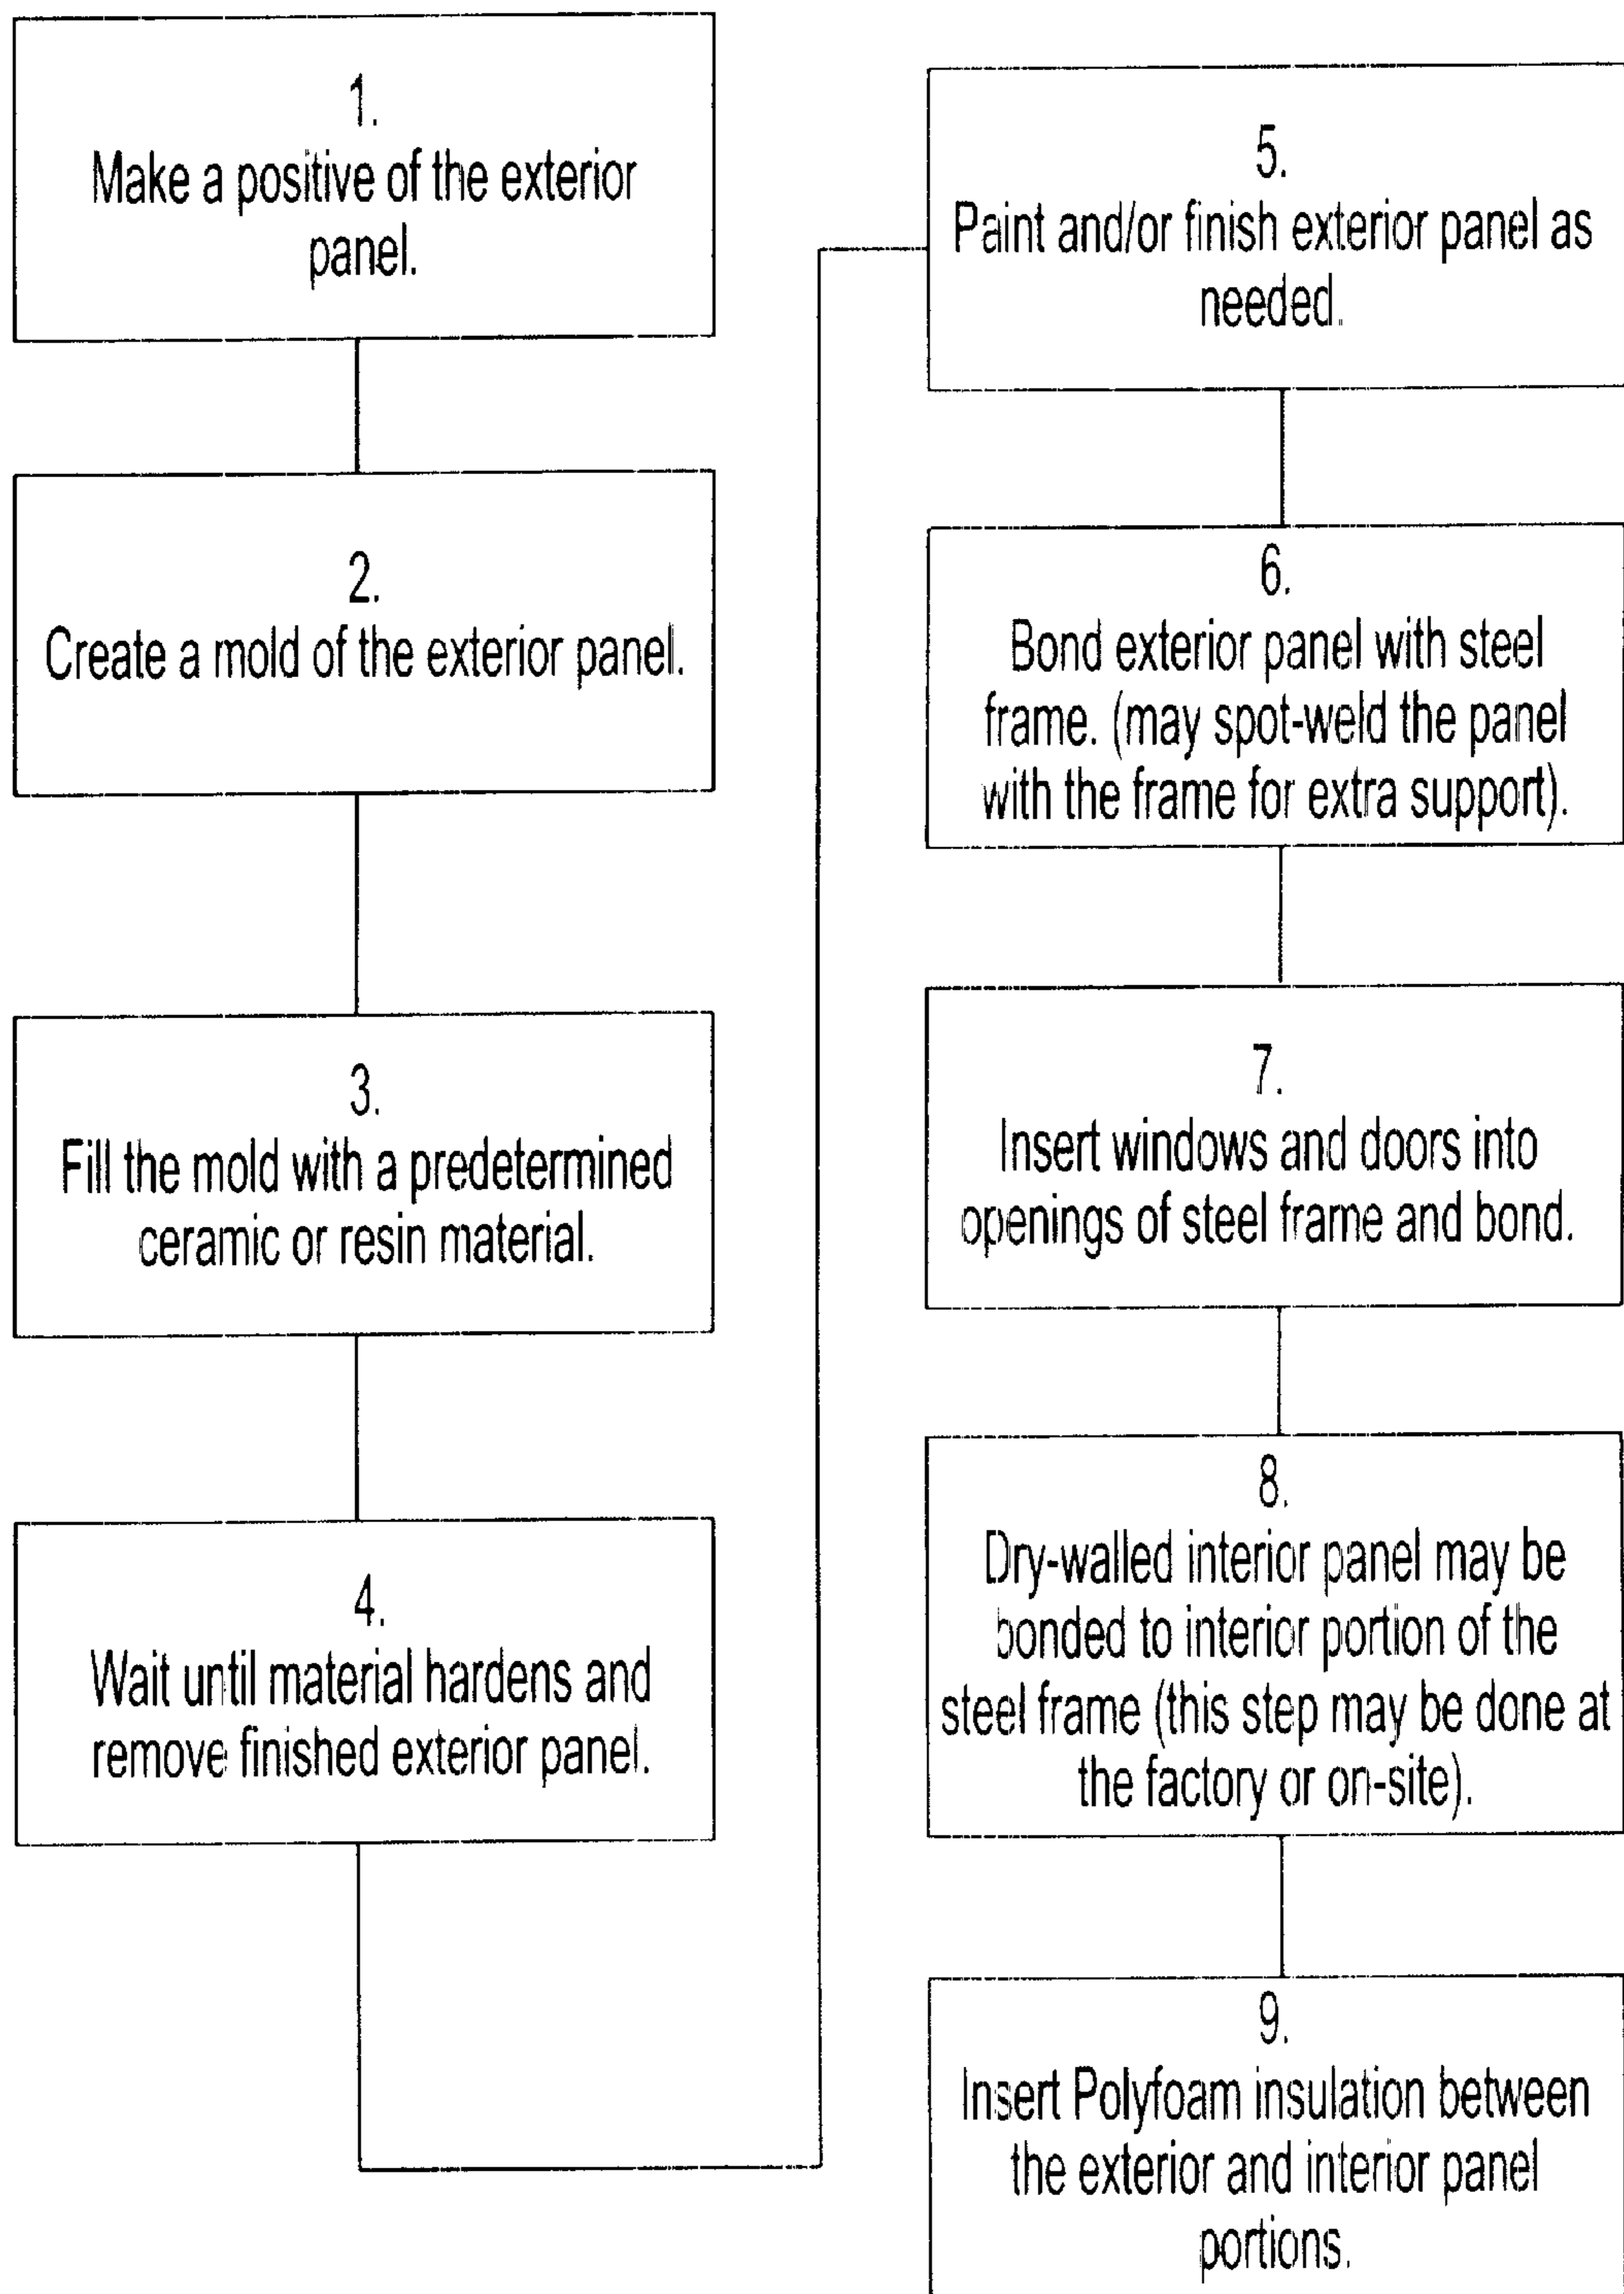 1.
Make a positive of the exterior
panel.
2.
Create a mold of the exterior panel.
3.
Fill the mold with a predetermined
ceramic or resin material.
4.
Wait until material hardens and
remove finished exterior panel.
5.
Paint and/or finish exterior panel as
needed.
6.
Bond exterior panel with steel
frame. (may spot-weld the panel
with the frame for extra support).
7.
Insert windows and doors into
openings of steel frame and bond.
8.
Dry-walled interior panel may be
bonded to interior portion of the
steel frame (this step may be done at
the factory or on-site).
9.
Insert Polyfoam insulation between
the exterior and interior panel
portions.